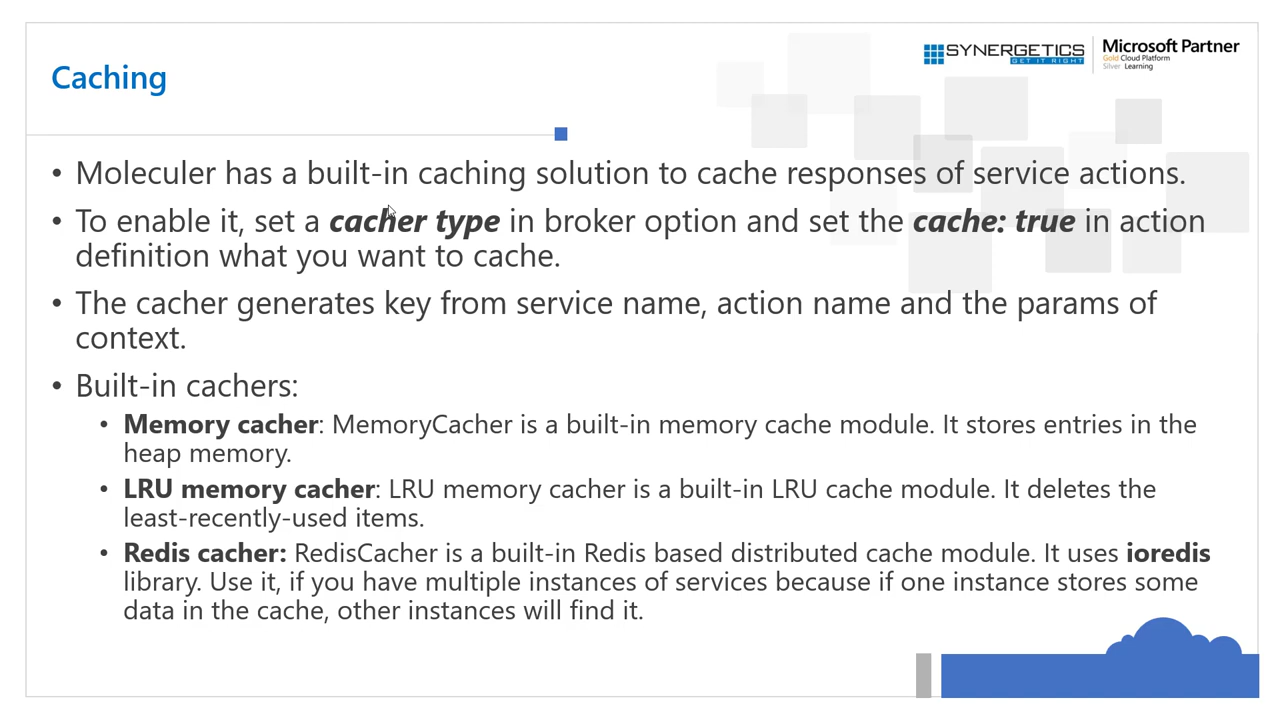 SYNERGETICS
GET IT RIGHT
Microsoft Partner
Gold Cloud Platform
Silver Learning
Caching
• Moleculer has a built-in caching solution to cache responses of service actions.
• To enable it, set a cacher type in broker option and set the cache: true in action
definition what you want to cache.
• The cacher generates key from service name, action name and the params of
context.
• Built-in cachers:
• Memory cacher: MemoryCacher is a built-in memory cache module. It stores entries in the
heap memory.
• LRU memory cacher: LRU memory cacher is a built-in LRU cache module. It deletes the
least-recently-used items.
• Redis cacher: RedisCacher is a built-in Redis based distributed cache module. It uses ioredis
library. Use it, if you have multiple instances of services because if one instance stores some
data in the cache, other instances will find it.